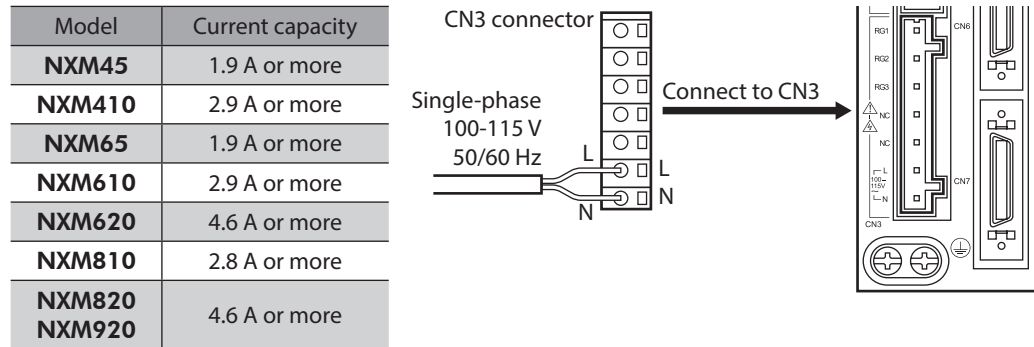 Model Current capacity
NXM45 1.9 A or more
NXM410 2.9 A or more
NXM65 1.9 A or more
NXM610 2.9 A or more
NXM620 4.6 A or more
NXM810 2.8 A or more
NXM820
NXM920
4.6 A or more
CN3 connector
Single-phase
100-115 V
50/60 Hz
L
N
L
N
Connect to CN3
RG1
RG2
RG3
NC
NC
L
100–
115V
N
CN3
CN6
CN7